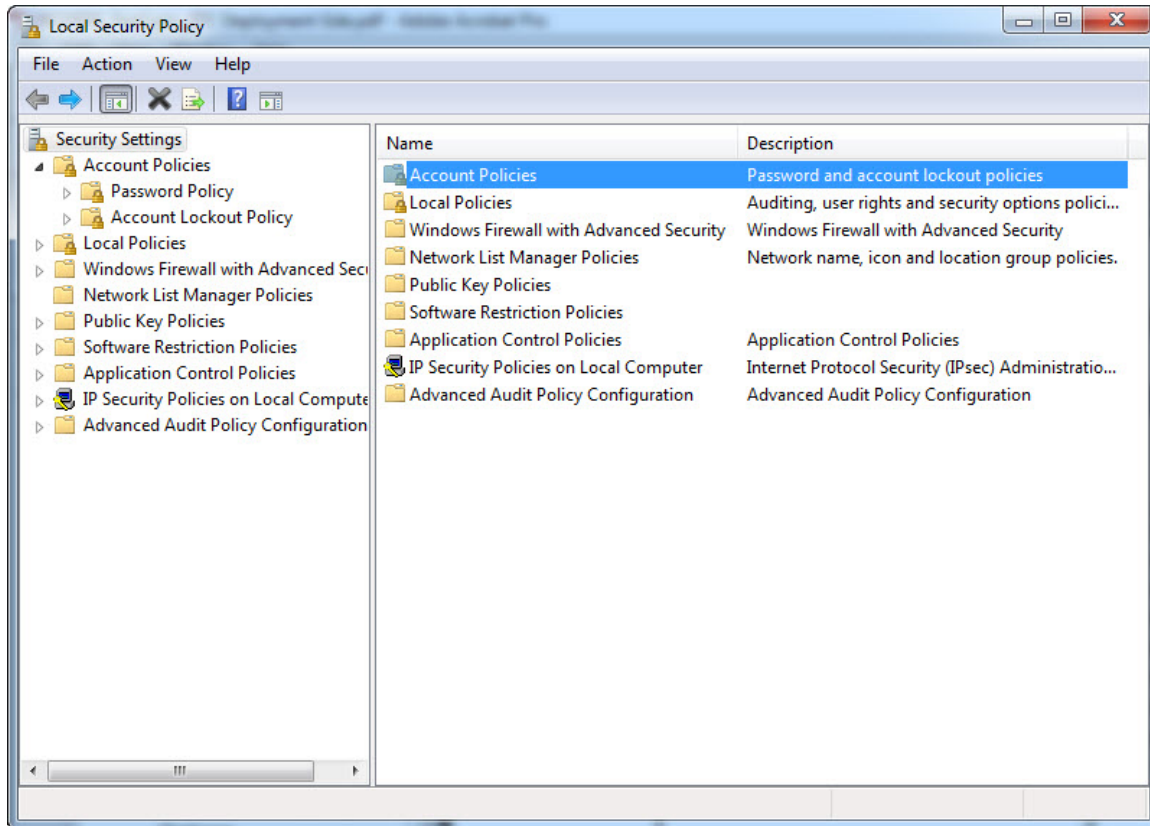 Local Security Policy
File Action View Help
Security Settings
Account Policies
Password Policy
Account Lockout Policy
Local Policies
Windows Firewall with Advanced Secu
Network List Manager Policies
Public Key Policies
Software Restriction Policies
Application Control Policies
IP Security Policies on Local Compute
Advanced Audit Policy Configuration
Name Description
Account Policies Password and account lockout policies
Local Policies Auditing, user rights and security options polici...
Windows Firewall with Advanced Security Windows Firewall with Advanced Security
Network List Manager Policies Network name, icon and location group policies.
Public Key Policies
Software Restriction Policies
Application Control Policies Application Control Policies
IP Security Policies on Local Computer Internet Protocol Security (IPsec) Administratio...
Advanced Audit Policy Configuration Advanced Audit Policy Configuration